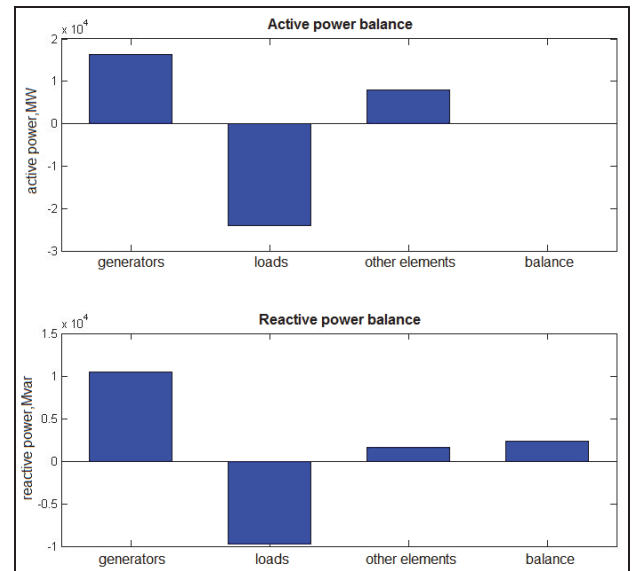 Active power balance
x 10^4
2
1
0
-1
-2
-3
active power,MW
generators loads other elements balance
Reactive power balance
x 10^4
1.5
1
0.5
0
-0.5
-1
reactive power,Mvar
generators loads other elements balance